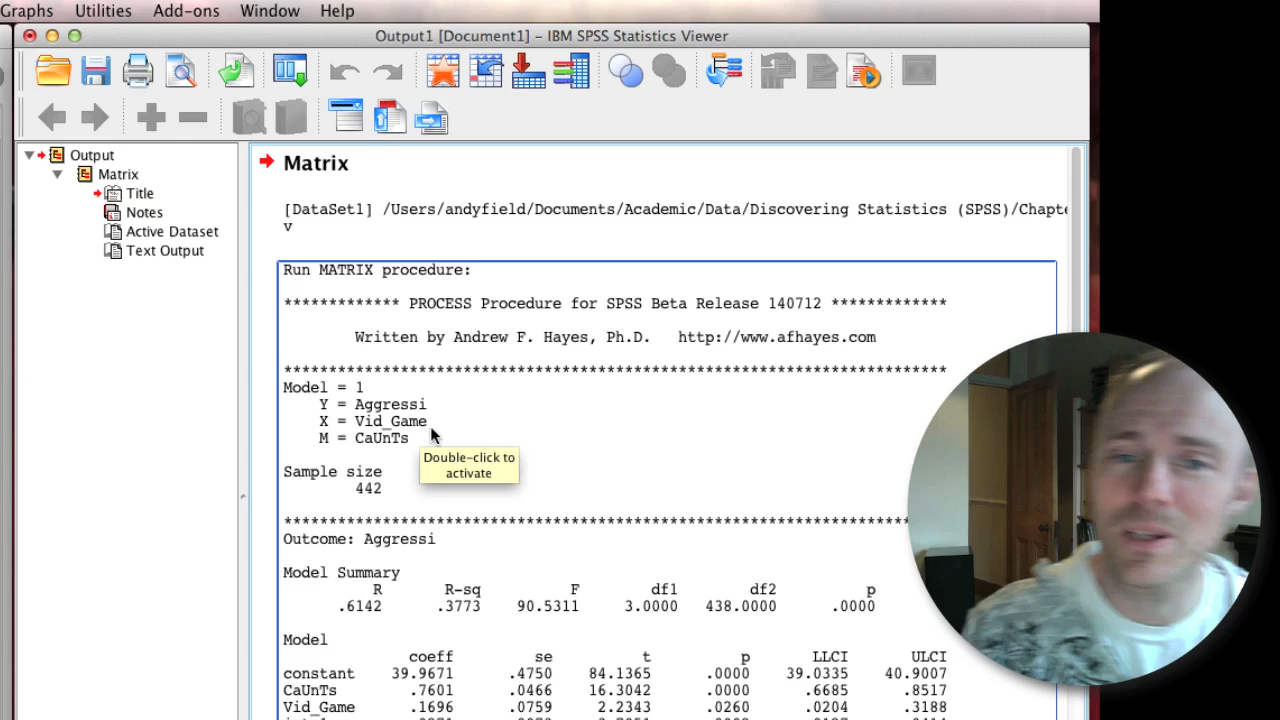 Graphs Utilities Add-ons Window Help
Output1 [Document1] – IBM SPSS Statistics Viewer
Output
Matrix
Title
Notes
Active Dataset
Text Output
Matrix
[DataSet1] /Users/andyfield/Documents/Academic/Data/Discovering Statistics (SPSS)/Chapte
v
Run MATRIX procedure:
************* PROCESS Procedure for SPSS Beta Release 140712 *************
Written by Andrew F. Hayes, Ph.D. http://www.afhayes.com
**************************************************************************
Model = 1
Y = Aggressi
X = Vid_Game
M = CaUnTs
Double-click to
activate
Sample size
442
**********************************************************************
Outcome: Aggressi
Model Summary
R R-sq F df1 df2 p
.6142 .3773 90.5311 3.0000 438.0000 .0000
Model
coeff se t p LLCI ULCI
constant 39.9671 .4750 84.1365 .0000 39.0335 40.9007
CaUnTs .7601 .0466 16.3042 .0000 .6685 .8517
Vid_Game .1696 .0759 2.2343 .0260 .0204 .3188